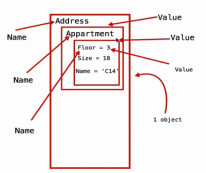 Address
Value
Name
Appartment
Value
Floor = 3
Size = 18
Value
Name
Name = "C14"
Name
1 object